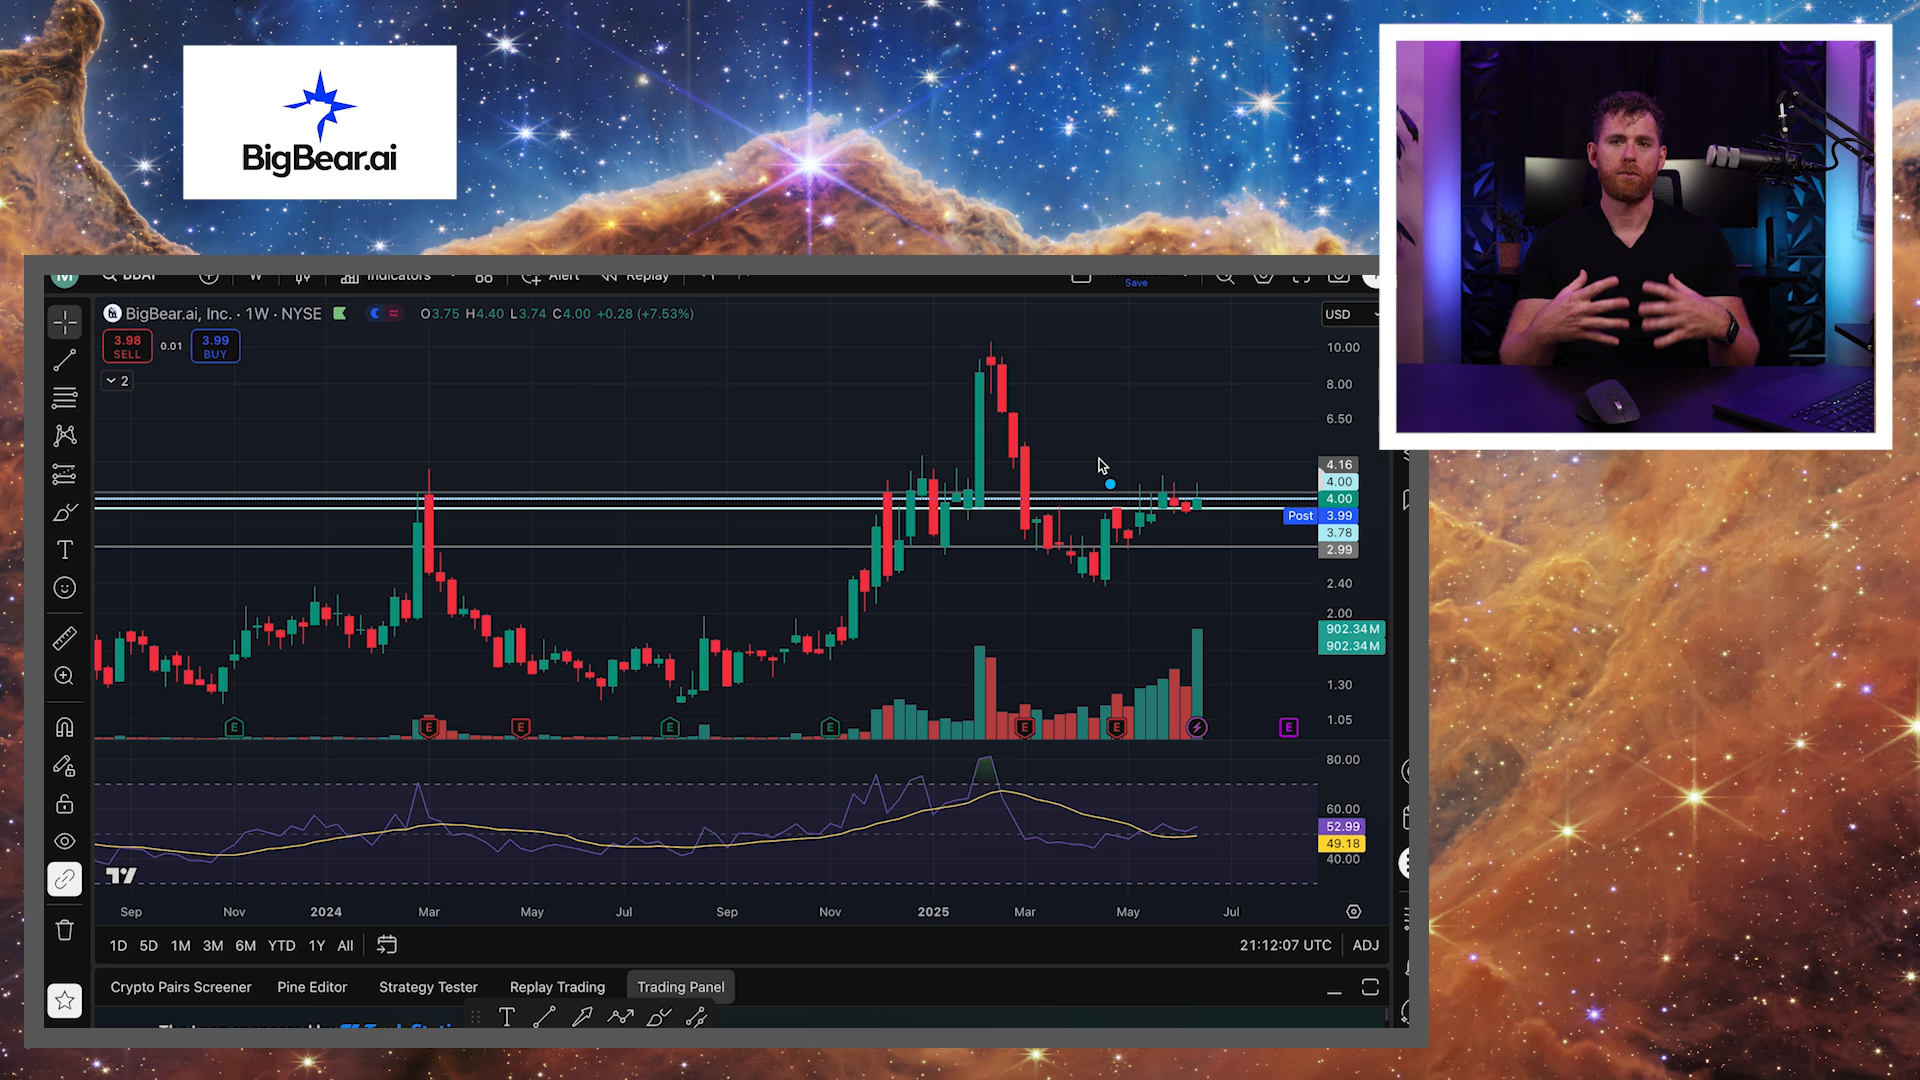 BigBear.ai
BBAI W Indicators Alert Replay Save
BigBear.ai, Inc. · 1W · NYSE O3.75 H4.40 L3.74 C4.00 +0.28 (+7.53%) USD
3.98 SELL 0.01 3.99 BUY
2
10.00
8.00
6.50
4.16
4.00
4.00
Post 3.99
3.78
2.99
2.40
2.00
902.34M
902.34M
1.30
1.05
E E E E E E E E
80.00
60.00
52.99
49.18
40.00
Sep Nov 2024 Mar May Jul Sep Nov 2025 Mar May Jul
1D 5D 1M 3M 6M YTD 1Y All 21:12:07 UTC ADJ
Crypto Pairs Screener Pine Editor Strategy Tester Replay Trading Trading Panel